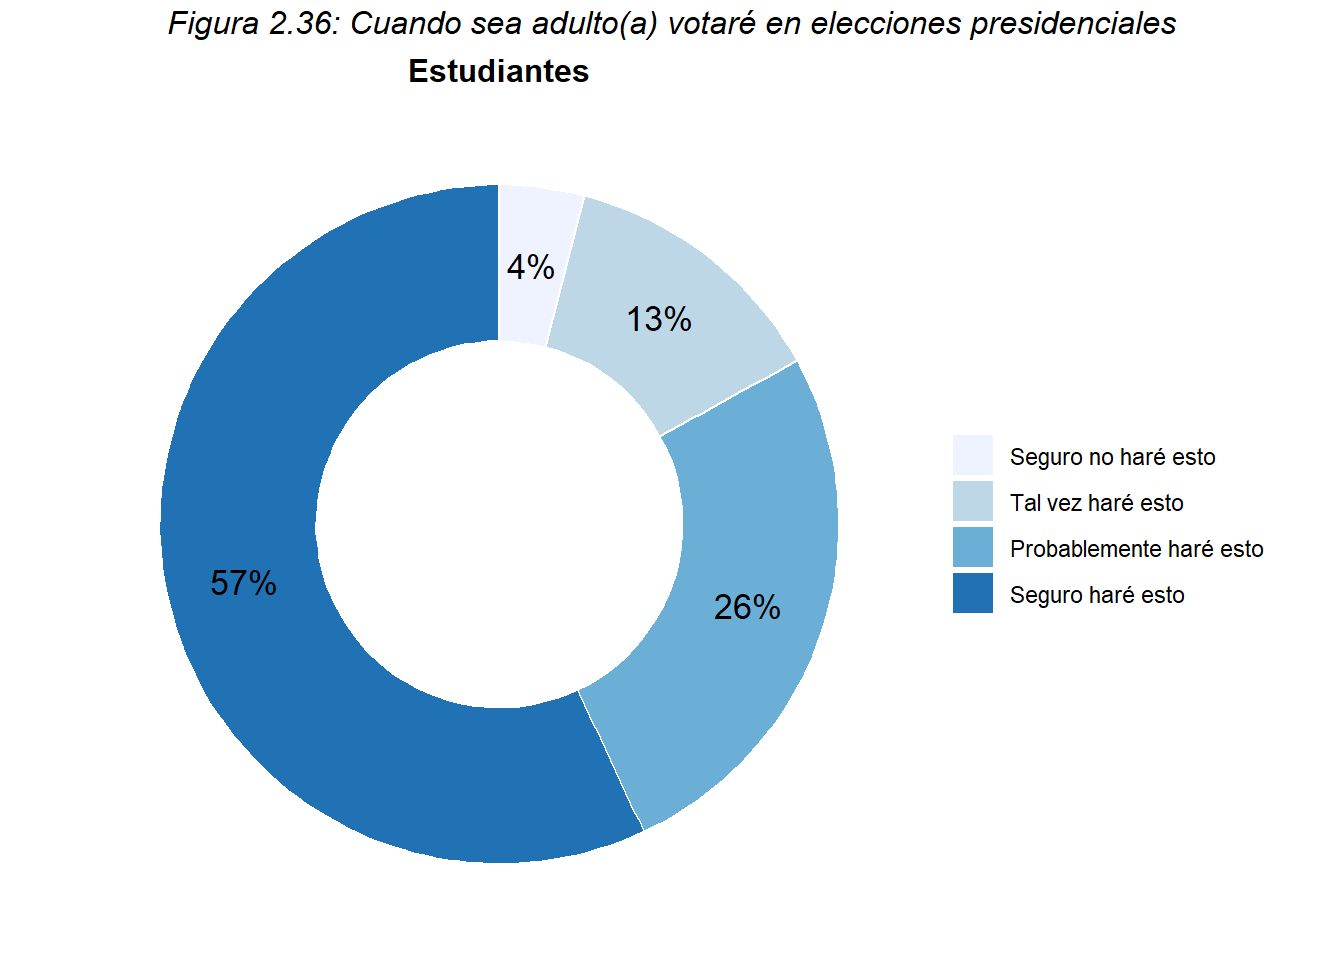 Figura 2.36: Cuando sea adulto(a) votaré en elecciones presidenciales
Estudiantes
4%
13%
26%
57%
Seguro no haré esto
Tal vez haré esto
Probablemente haré esto
Seguro haré esto